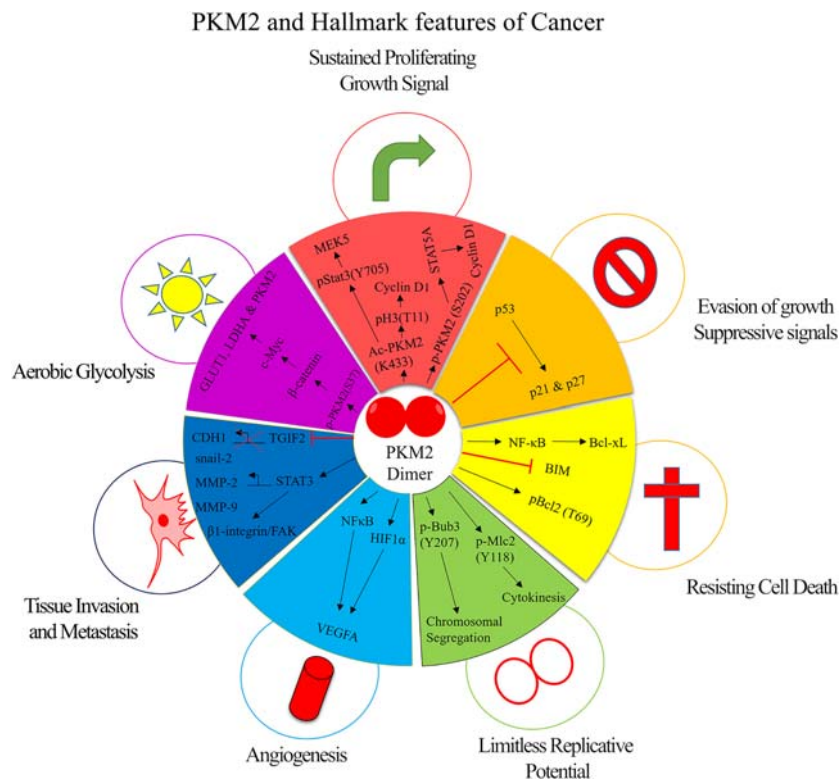 PKM2 and Hallmark features of Cancer
Sustained Proliferating
Growth Signal
MEK5
pStat3(Y705)
Cyclin D1
pH3(T11)
Ac-PKM2
(K433)
STAT5A
Cyclin D1
p-PKM2 (S202)
Evasion of growth
Suppressive signals
p53
p21 & p27
NF-κB
Bcl-xL
BIM
pBcl2 (T69)
Resisting Cell Death
p-Bub3
(Y207)
p-Mlc2
(Y118)
Cytokinesis
Chromosomal
Segregation
Limitless Replicative
Potential
NFκB
HIF1α
VEGFA
Angiogenesis
CDH1
TGIF2
snail-2
MMP-2
STAT3
MMP-9
β1-integrin/FAK
Tissue Invasion
and Metastasis
GLUT1, LDHA & PKM2
c-Myc
β-catenin
p-PKM2(S37)
Aerobic Glycolysis
PKM2
Dimer